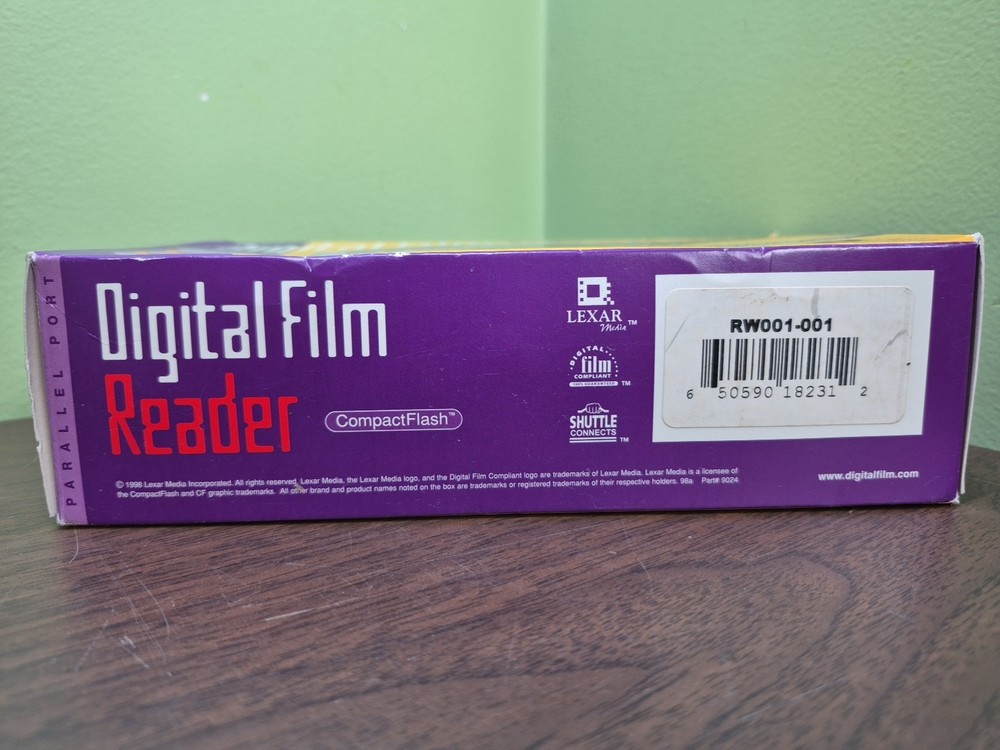 PARALLEL PORT
Digital Film
Reader
CompactFlash™
LEXAR
Media™
DIGITAL
film
COMPLIANT
™
SHUTTLE
CONNECTS™
RW001-001
6 50590 18231 2
© 1998 Lexar Media Incorporated. All rights reserved, Lexar Media, the Lexar Media logo, and the Digital Film Compliant logo are trademarks of Lexar Media. Lexar Media is a licensee of
the CompactFlash and CF graphic trademarks. All other brand and product names noted on the box are trademarks or registered trademarks of their respective holders. 98a Part# 9024
www.digitalfilm.com